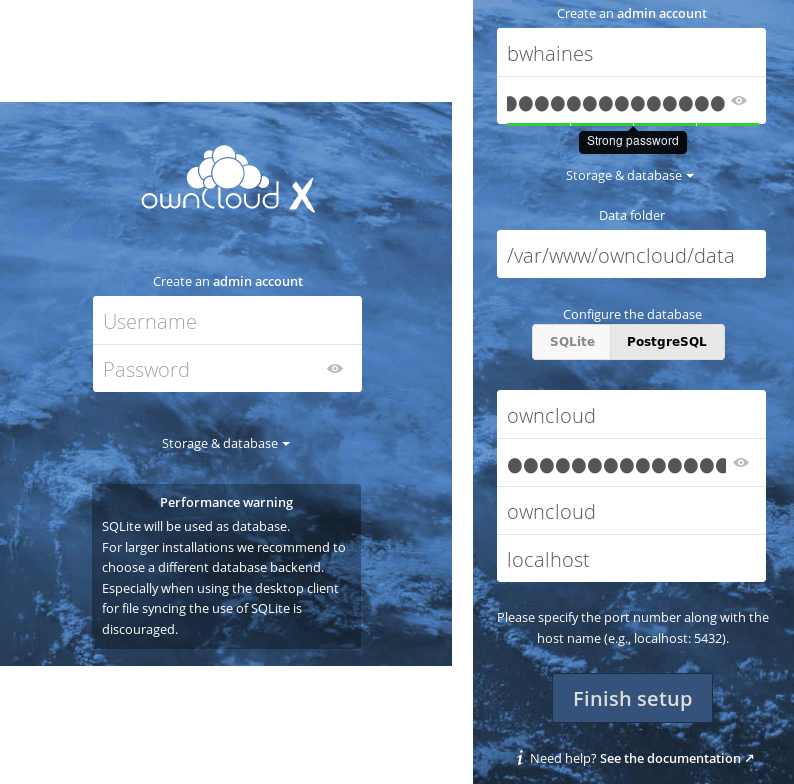 ownCloud X
Create an admin account
Username
Password
Storage & database
Performance warning
SQLite will be used as database.
For larger installations we recommend to
choose a different database backend.
Especially when using the desktop client
for file syncing the use of SQLite is
discouraged.
Create an admin account
bwhaines
Strong password
Storage & database
Data folder
/var/www/owncloud/data
Configure the database
SQLite PostgreSQL
owncloud
owncloud
localhost
Please specify the port number along with the
host name (e.g., localhost: 5432).
Finish setup
i Need help? See the documentation ↗